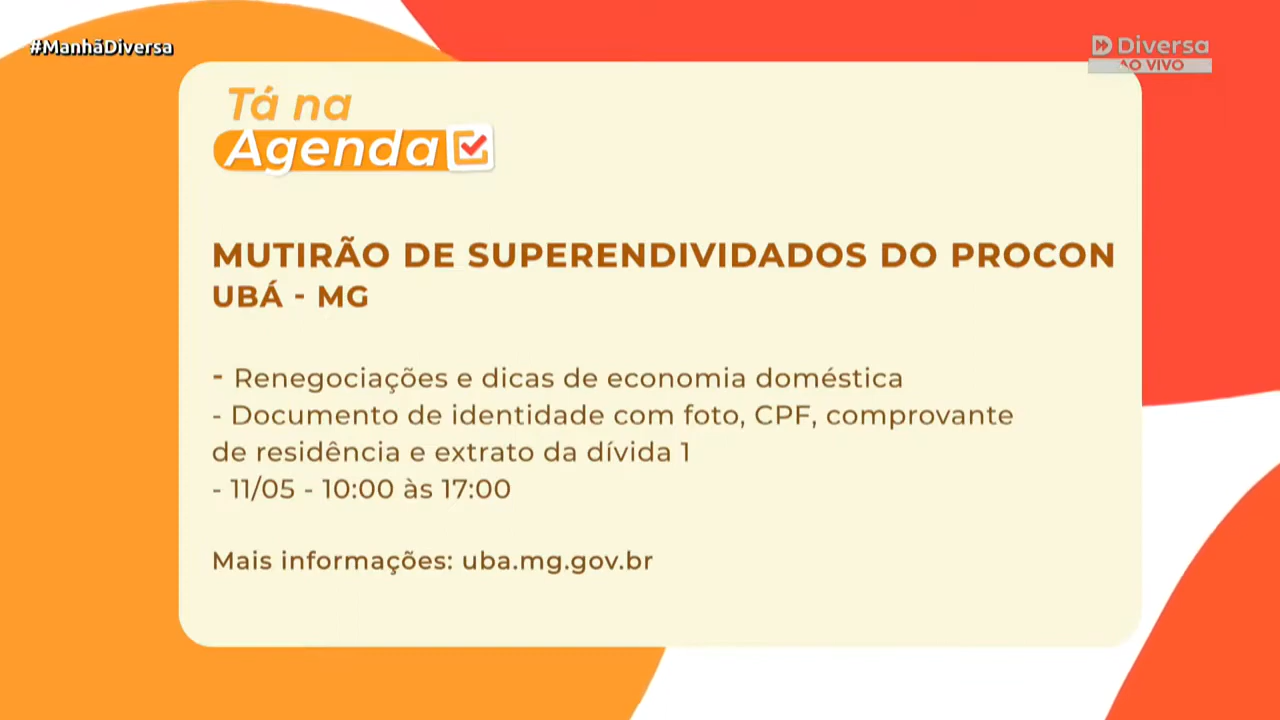 #ManhãDiversa
Diversa
AO VIVO
Tá na
Agenda
MUTIRÃO DE SUPERENDIVIDADOS DO PROCON
UBÁ - MG
- Renegociações e dicas de economia doméstica
- Documento de identidade com foto, CPF, comprovante
de residência e extrato da dívida 1
- 11/05 - 10:00 às 17:00
Mais informações: uba.mg.gov.br